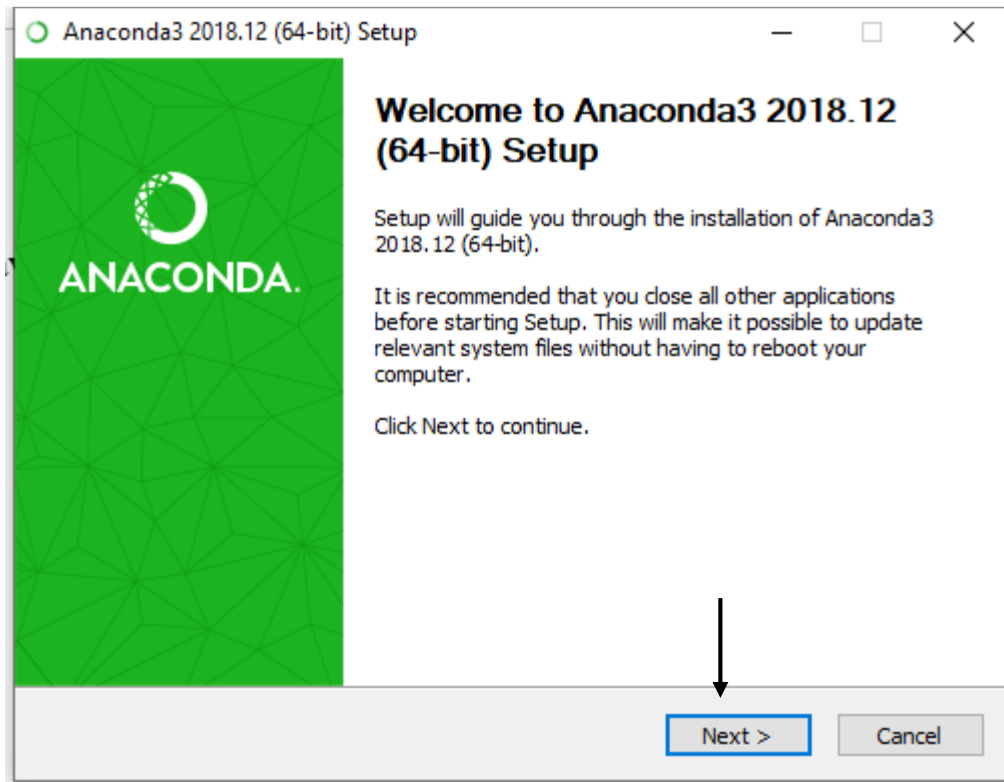 Anaconda3 2018.12 (64-bit) Setup
ANACONDA.
Welcome to Anaconda3 2018.12
(64-bit) Setup
Setup will guide you through the installation of Anaconda3
2018.12 (64-bit).
It is recommended that you close all other applications
before starting Setup. This will make it possible to update
relevant system files without having to reboot your
computer.
Click Next to continue.
Next >
Cancel